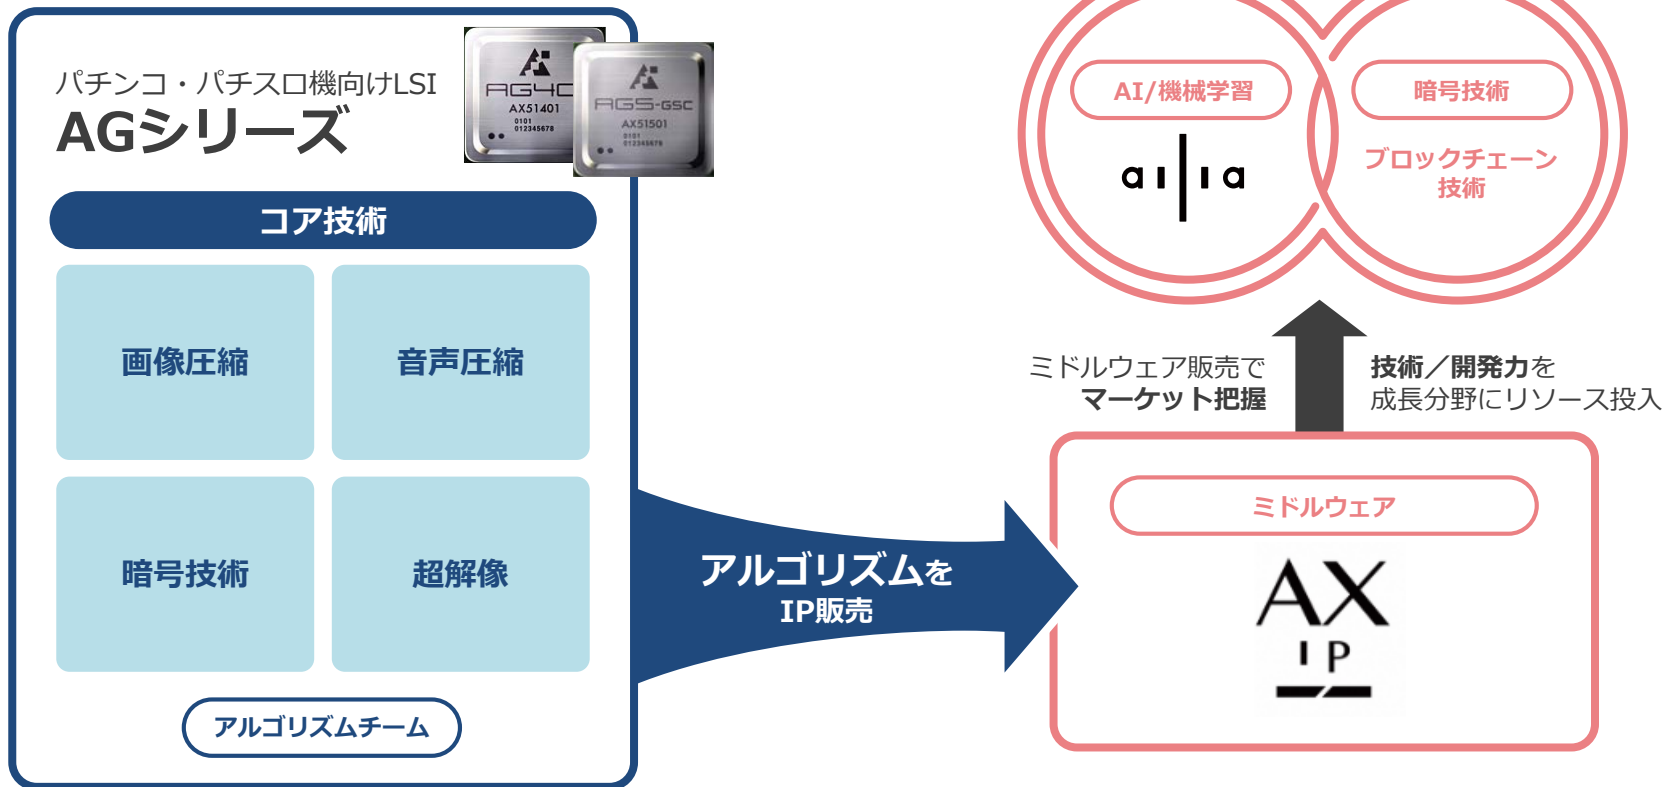 パチンコ・パチスロ機向けLSI
AGシリーズ
AG4C
AX51401
0101
012345678
AG5-GSC
AX51501
0101
012345678
コア技術
画像圧縮
音声圧縮
暗号技術
超解像
アルゴリズムチーム
アルゴリズムを
IP販売
AI/機械学習
ailia
暗号技術
ブロックチェーン
技術
ミドルウェア販売で
マーケット把握
技術／開発力を
成長分野にリソース投入
ミドルウェア
AX
IP